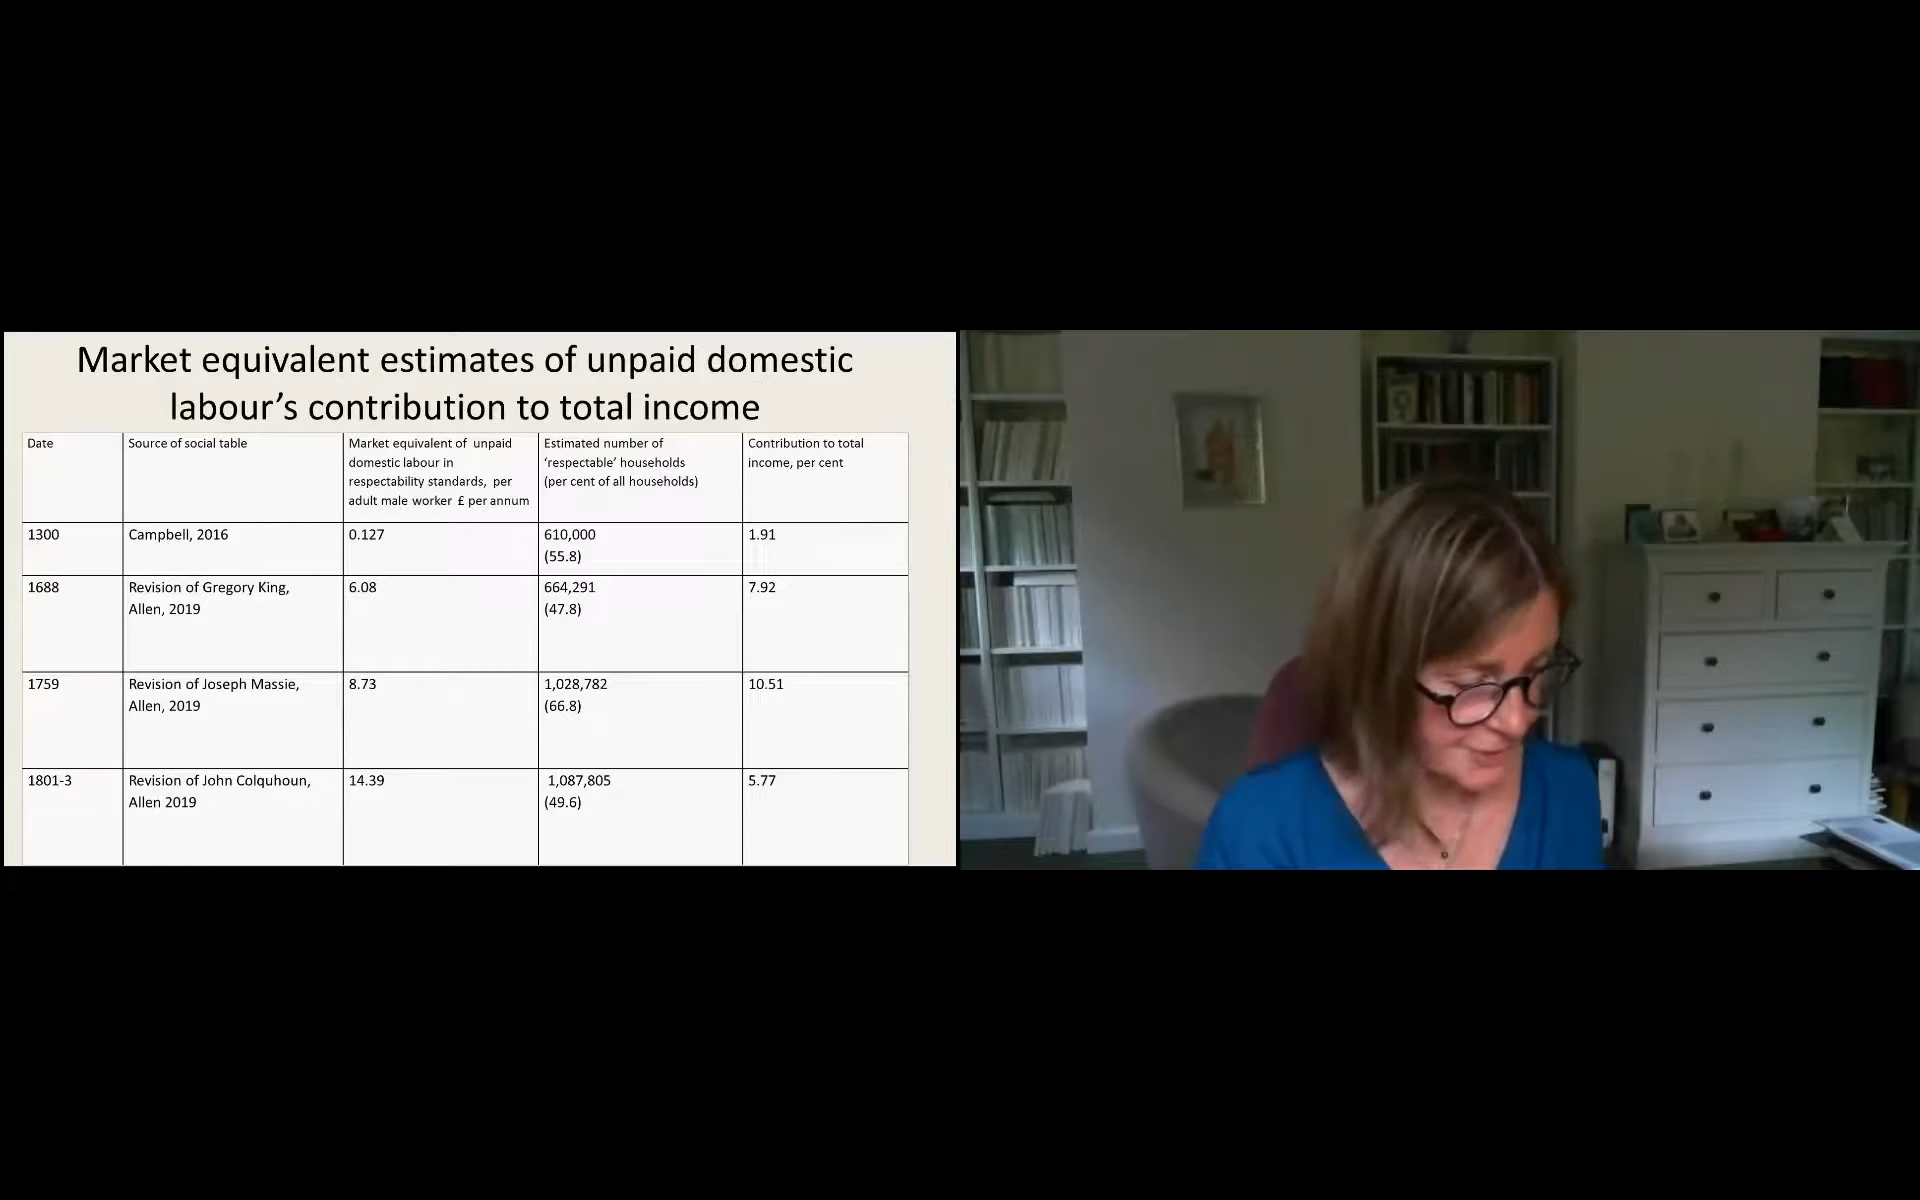 Market equivalent estimates of unpaid domestic
labour’s contribution to total income
Date
Source of social table
Market equivalent of unpaid
domestic labour in
respectability standards, per
adult male worker £ per annum
Estimated number of
‘respectable’ households
(per cent of all households)
Contribution to total
income, per cent
1300
Campbell, 2016
0.127
610,000
(55.8)
1.91
1688
Revision of Gregory King,
Allen, 2019
6.08
664,291
(47.8)
7.92
1759
Revision of Joseph Massie,
Allen, 2019
8.73
1,028,782
(66.8)
10.51
1801-3
Revision of John Colquhoun,
Allen 2019
14.39
1,087,805
(49.6)
5.77